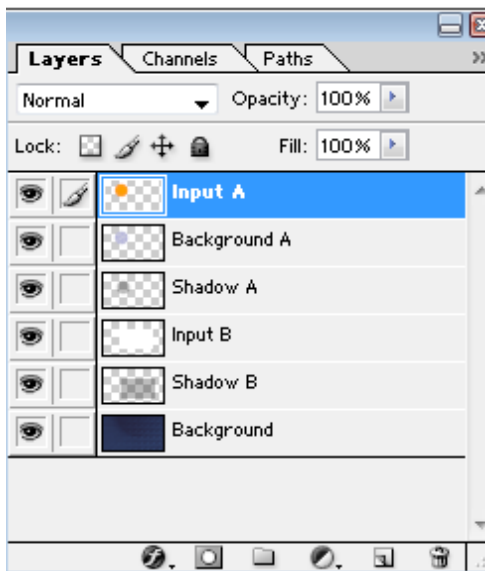 Layers Channels Paths
Normal Opacity: 100%
Lock: Fill: 100%
Input A
Background A
Shadow A
Input B
Shadow B
Background